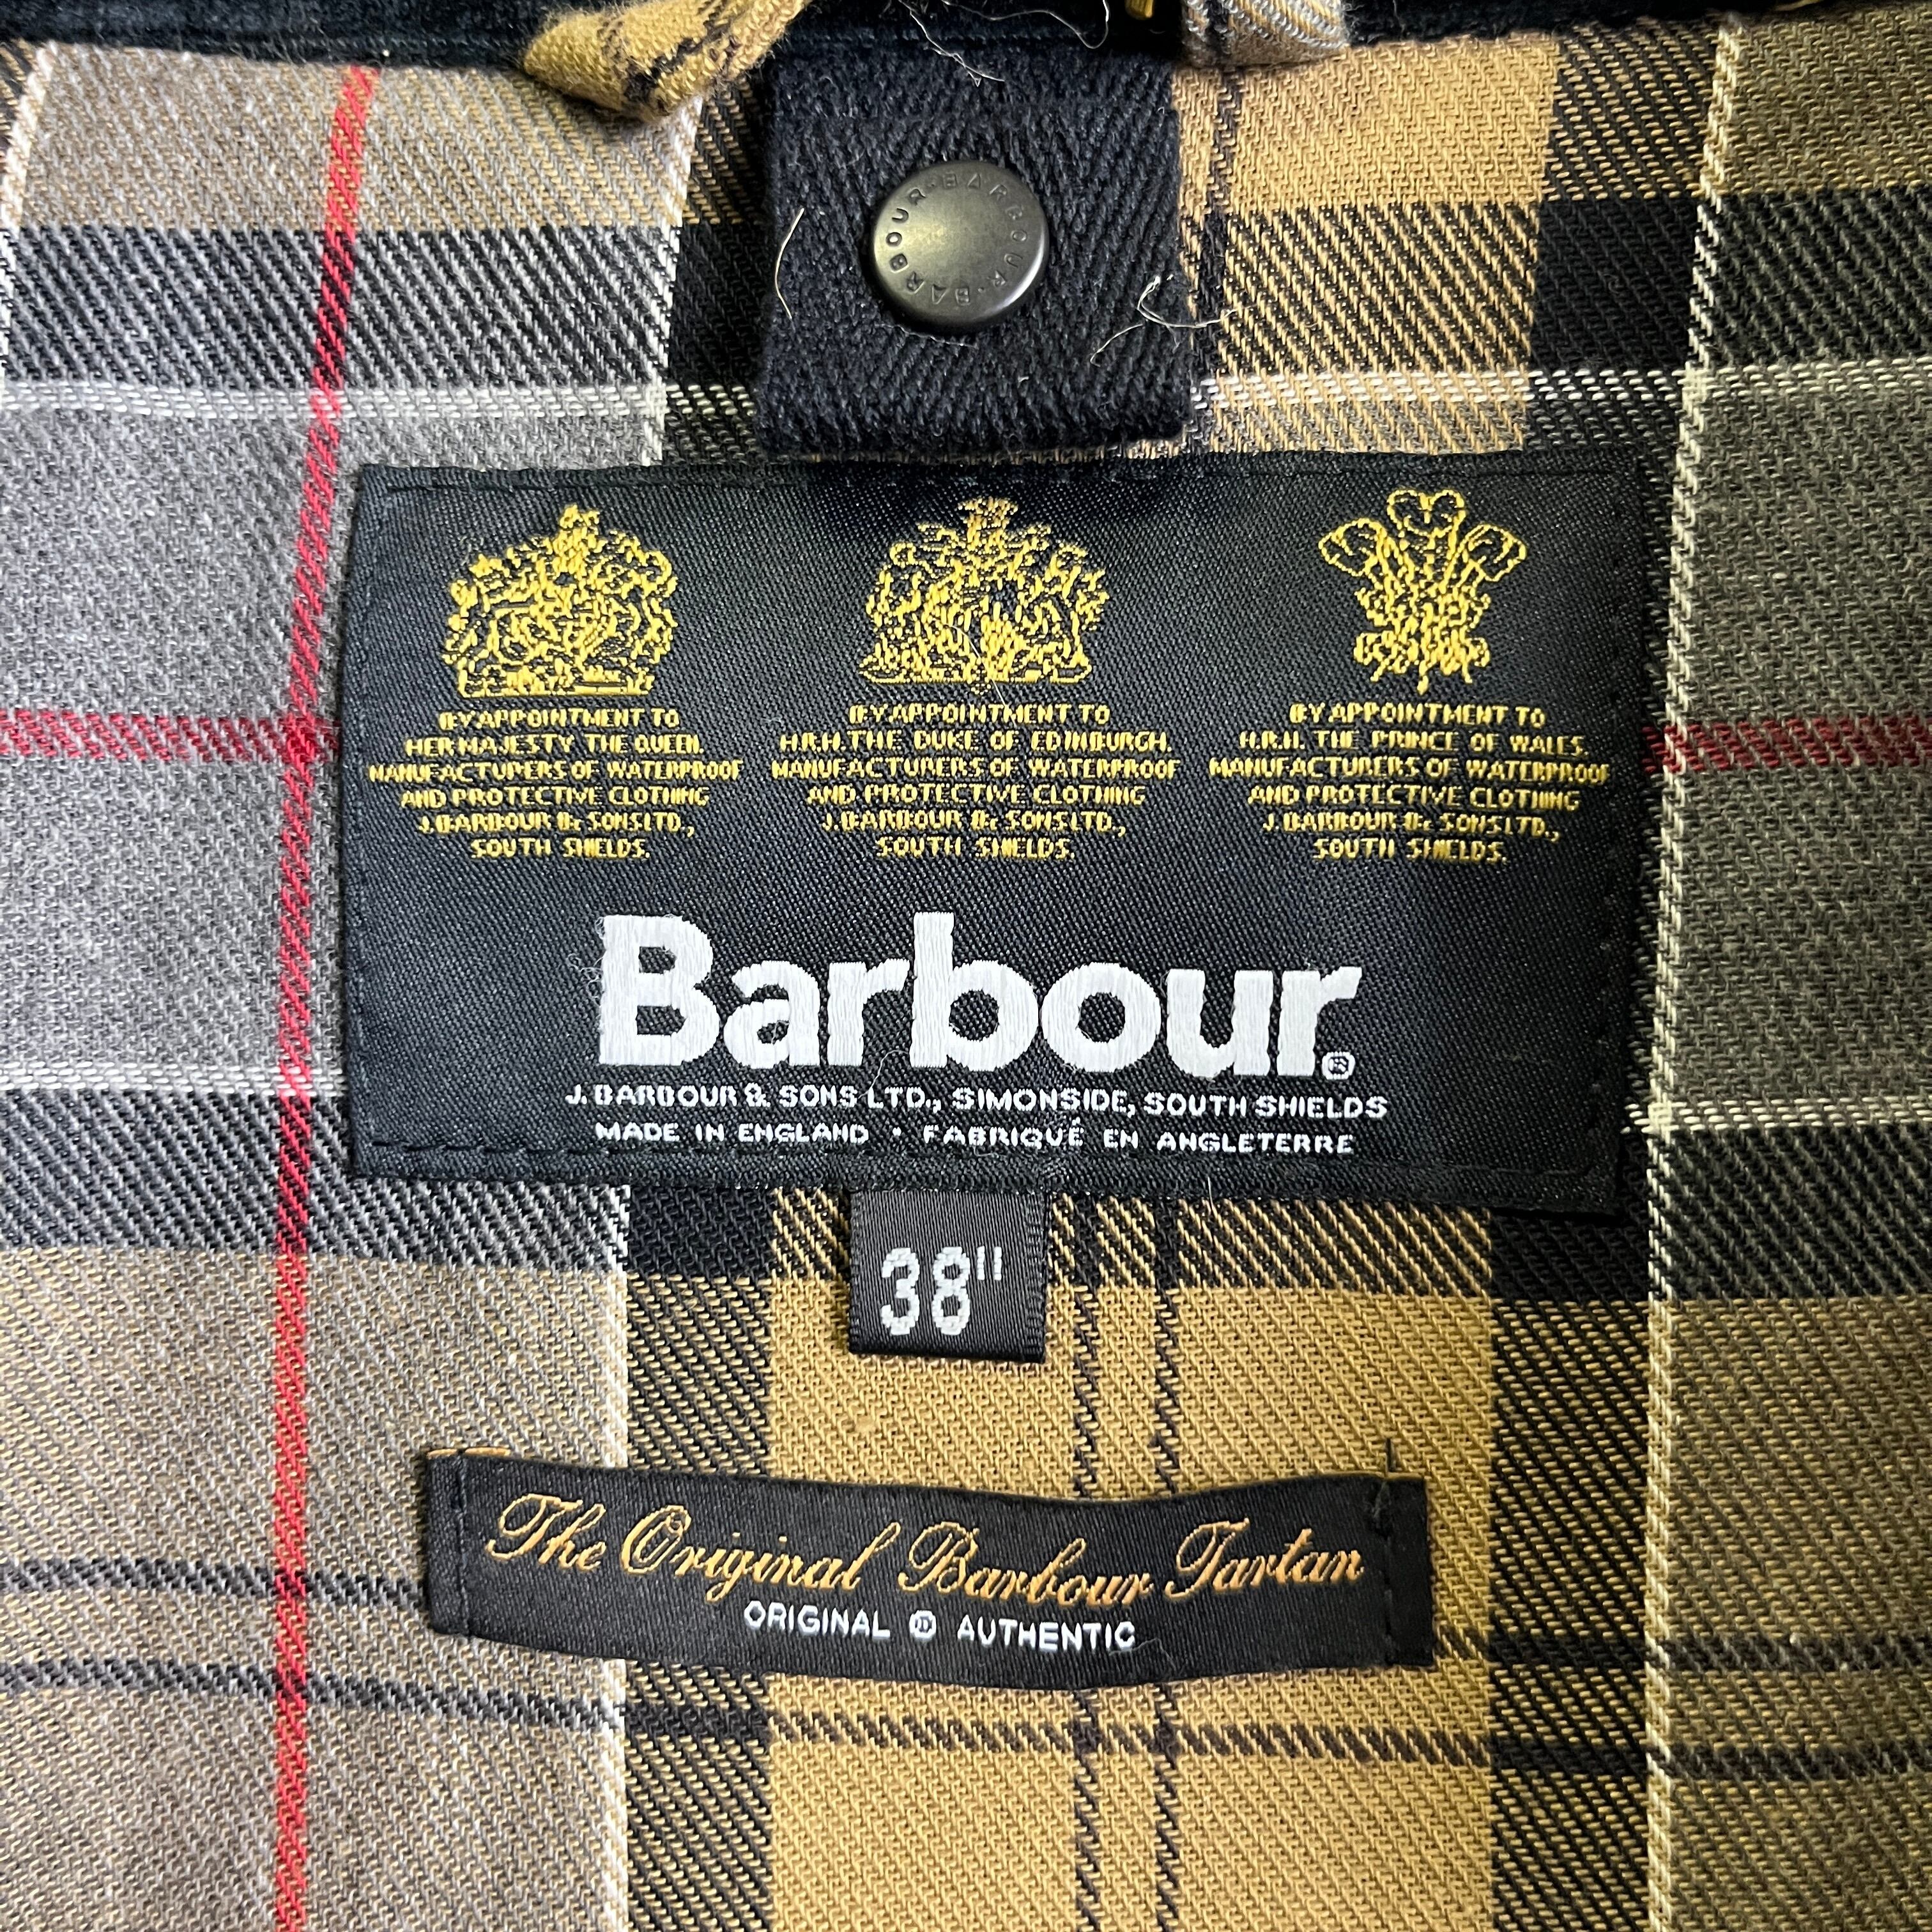 BARBOUR · BARBOUR · BARBOUR ·
BY APPOINTMENT TO
HER MAJESTY THE QUEEN.
MANUFACTURERS OF WATERPROOF
AND PROTECTIVE CLOTHING
J. BARBOUR & SONS LTD.,
SOUTH SHIELDS.
BY APPOINTMENT TO
H.R.H. THE DUKE OF EDINBURGH.
MANUFACTURERS OF WATERPROOF
AND PROTECTIVE CLOTHING
J. BARBOUR & SONS LTD.,
SOUTH SHIELDS.
BY APPOINTMENT TO
H.R.H. THE PRINCE OF WALES.
MANUFACTURERS OF WATERPROOF
AND PROTECTIVE CLOTHING
J. BARBOUR & SONS LTD.,
SOUTH SHIELDS.
Barbour®
J. BARBOUR & SONS LTD., SIMONSIDE, SOUTH SHIELDS
MADE IN ENGLAND · FABRIQUÉ EN ANGLETERRE
38"
The Original Barbour Tartan
ORIGINAL ® AUTHENTIC